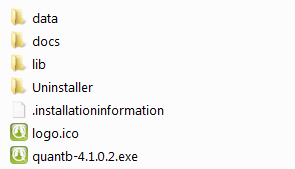 data
docs
lib
Uninstaller
.installationinformation
logo.ico
quantb-4.1.0.2.exe